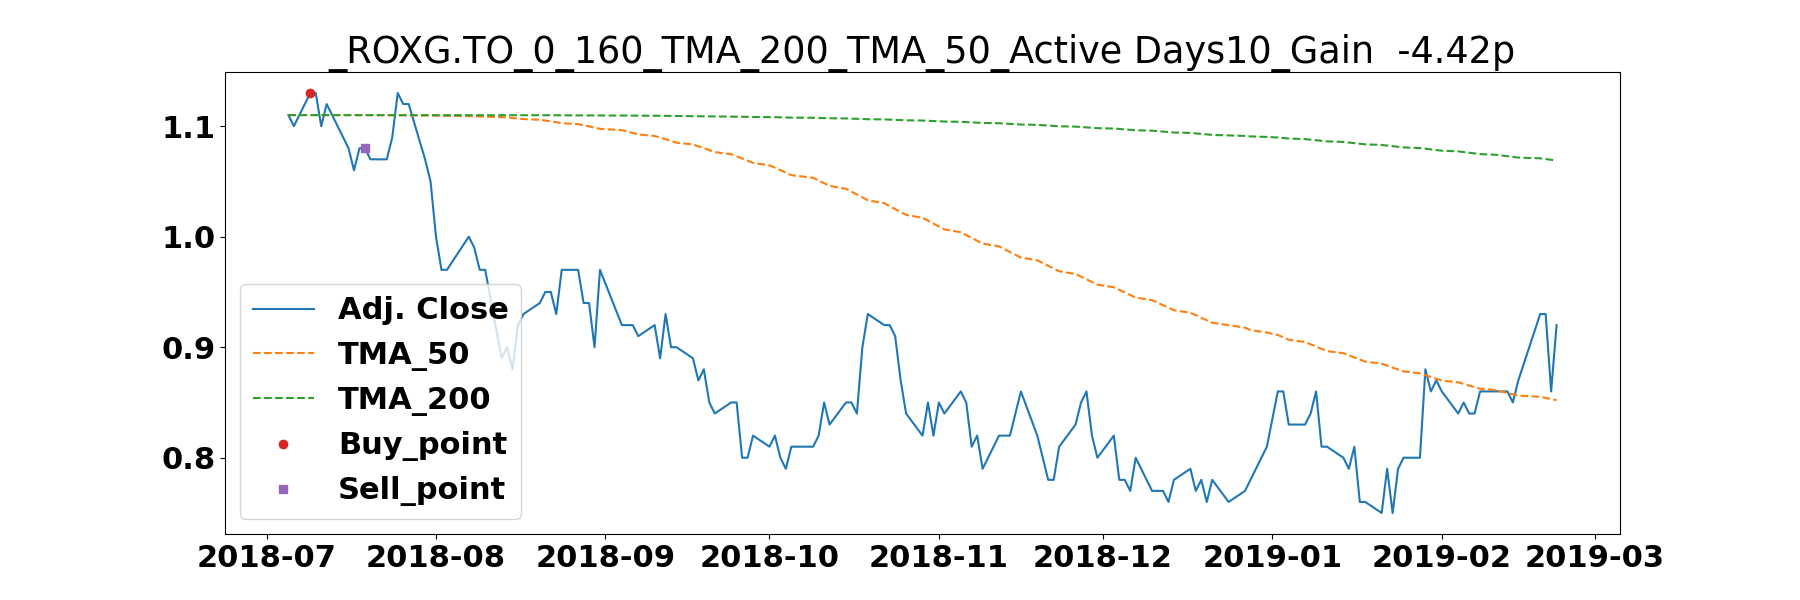 _ROXG.TO_0_160_TMA_200_TMA_50_Active Days10_Gain  -4.42p
1.1
1.0
0.9
0.8
Adj. Close
TMA_50
TMA_200
Buy_point
Sell_point
2018-07 2018-08 2018-09 2018-10 2018-11 2018-12 2019-01 2019-02 2019-03